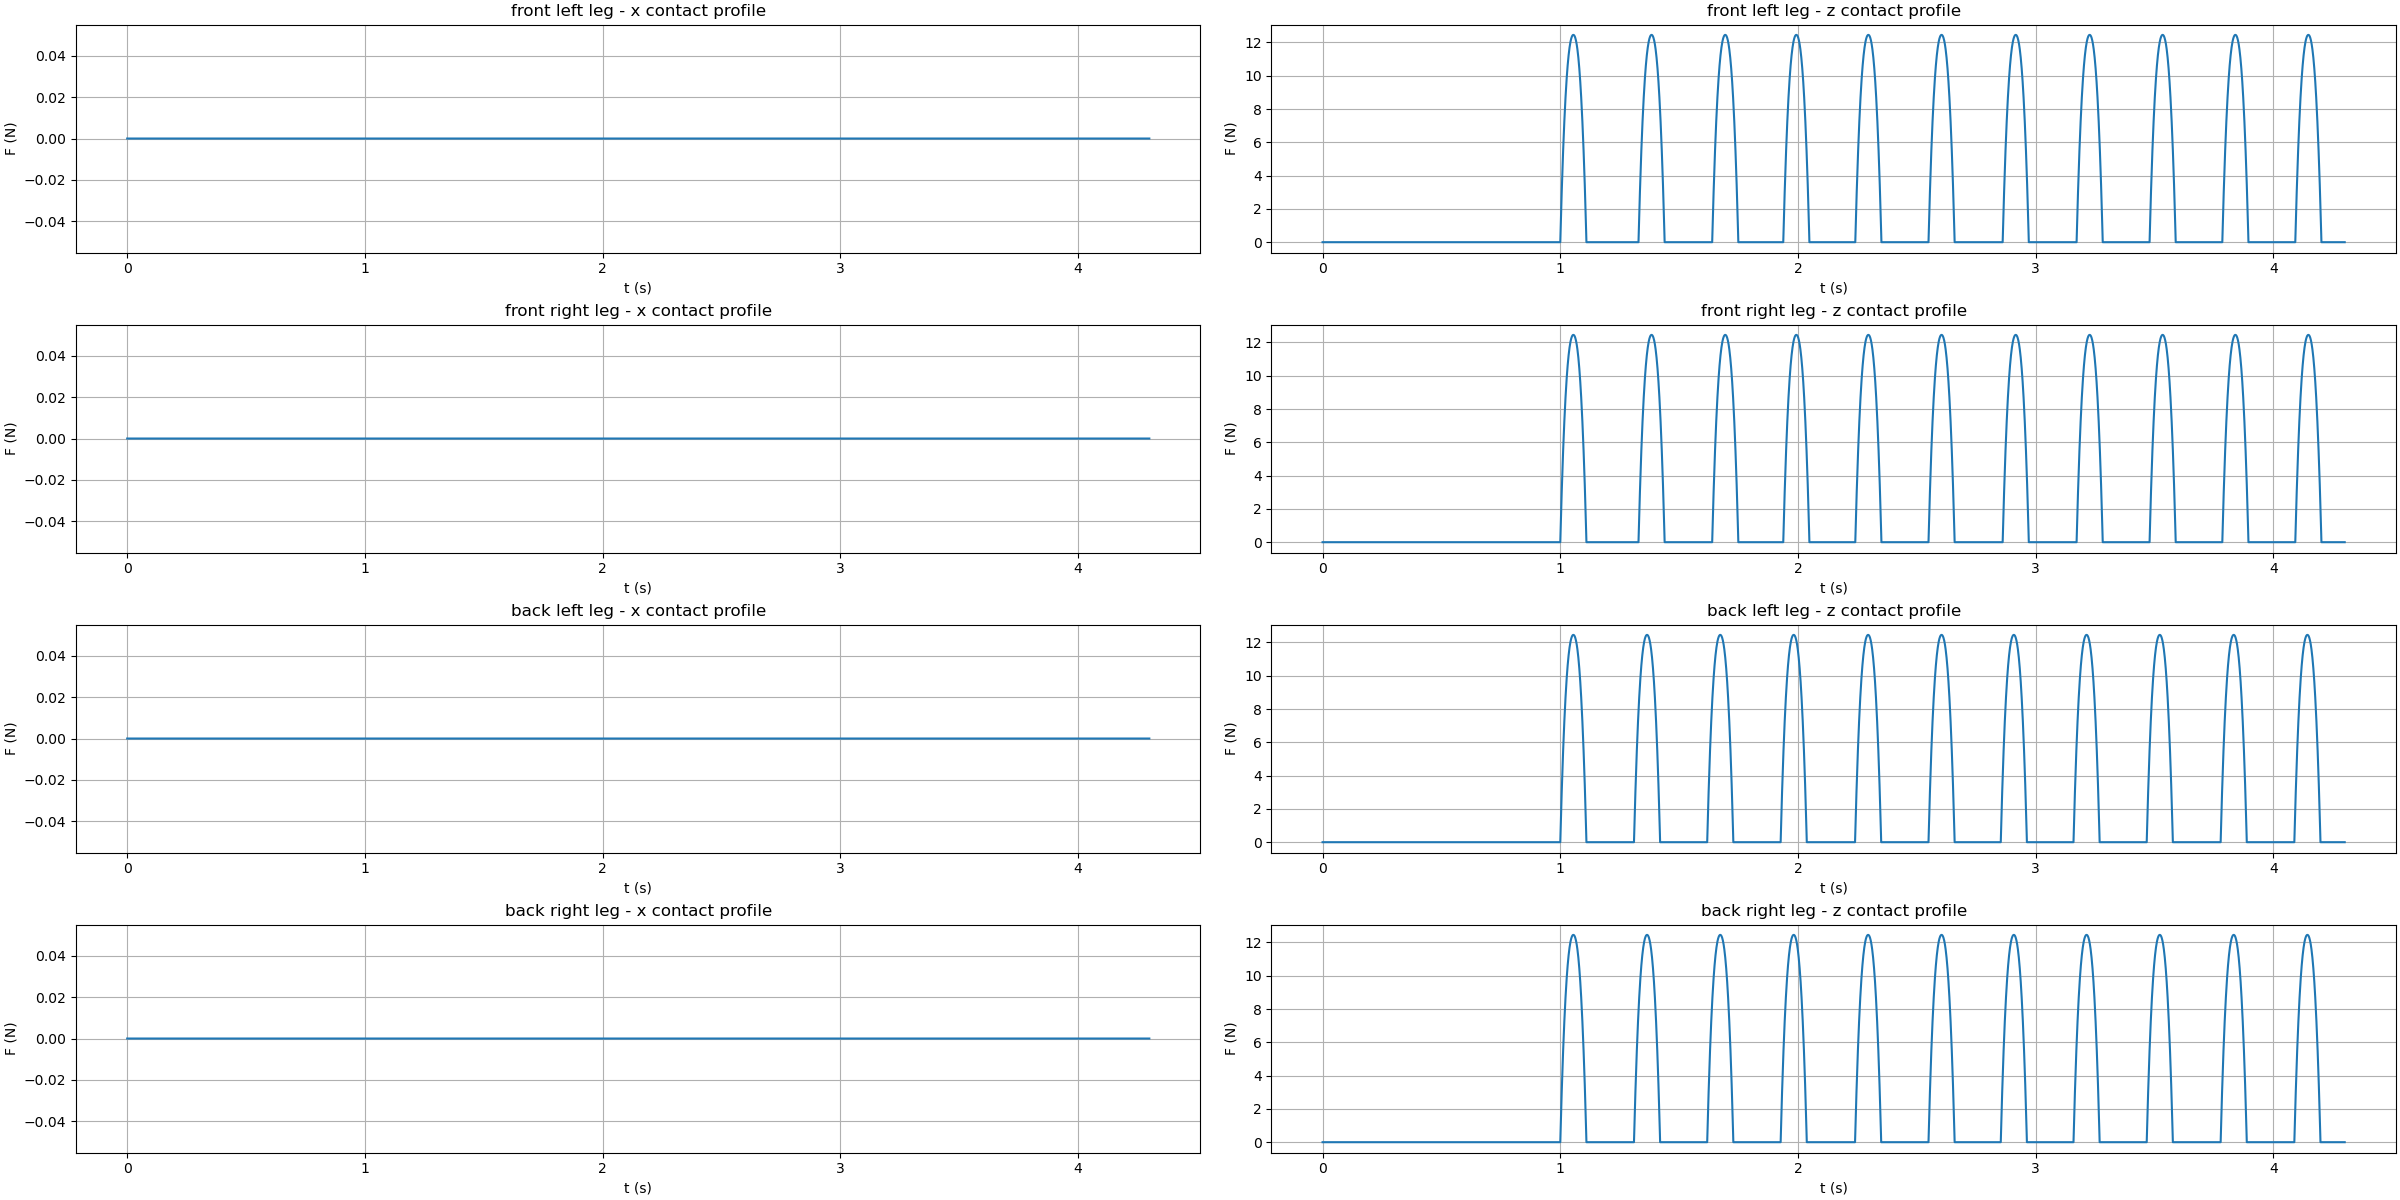 front left leg - x contact profile
0.04
0.02
0.00
−0.02
−0.04
F (N)
0 1 2 3 4
t (s)
front left leg - z contact profile
12
10
8
6
4
2
0
F (N)
0 1 2 3 4
t (s)
front right leg - x contact profile
0.04
0.02
0.00
−0.02
−0.04
F (N)
0 1 2 3 4
t (s)
front right leg - z contact profile
12
10
8
6
4
2
0
F (N)
0 1 2 3 4
t (s)
back left leg - x contact profile
0.04
0.02
0.00
−0.02
−0.04
F (N)
0 1 2 3 4
t (s)
back left leg - z contact profile
12
10
8
6
4
2
0
F (N)
0 1 2 3 4
t (s)
back right leg - x contact profile
0.04
0.02
0.00
−0.02
−0.04
F (N)
0 1 2 3 4
t (s)
back right leg - z contact profile
12
10
8
6
4
2
0
F (N)
0 1 2 3 4
t (s)